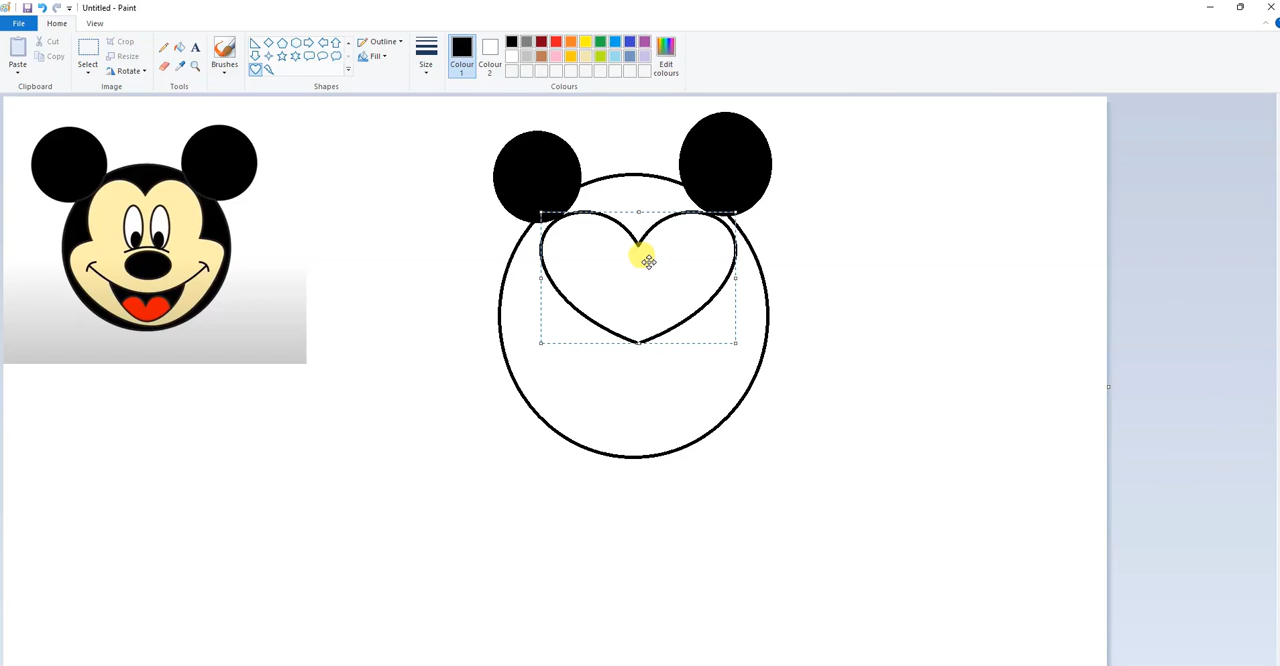 Untitled - Paint
File Home View
Paste
Cut
Copy
Clipboard
Select
Crop
Resize
Rotate
Image
A
Tools
Brushes
Outline
Fill
Shapes
Size
Colour 1
Colour 2
Edit colours
Colours